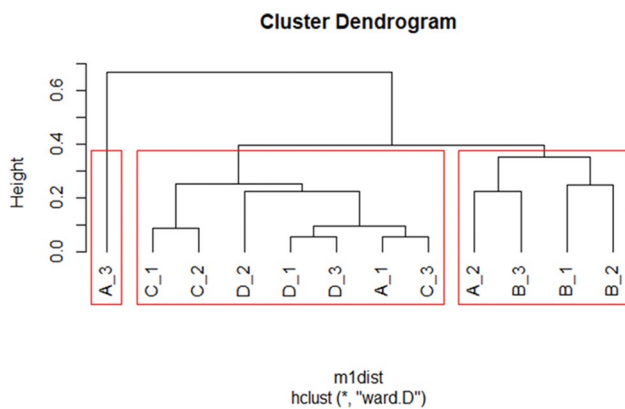 Cluster Dendrogram
Height
0.6
0.4
0.2
0.0
A_3
C_1
C_2
D_2
D_1
D_3
A_1
C_3
A_2
B_3
B_1
B_2
m1dist
hclust (*, "ward.D")